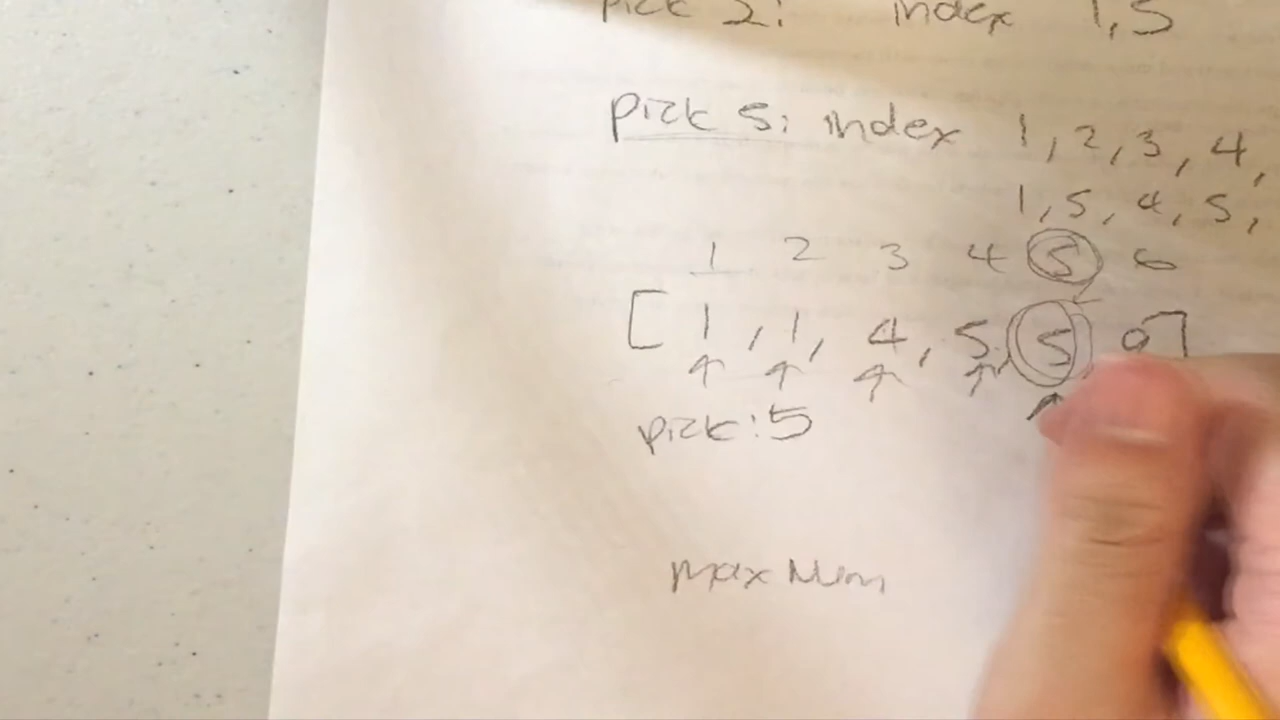 pick 2: index 1,5
pick 5: index 1,2,3,4,
1,5,4,5,
1 2 3 4 5 6
[ 1 , 1, 4, 5, 5 9]
pick: 5
max Num